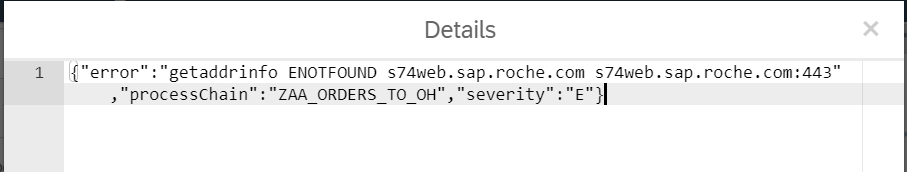 Details
1 {"error":"getaddrinfo ENOTFOUND s74web.sap.roche.com s74web.sap.roche.com:443"
,"processChain":"ZAA_ORDERS_TO_OH","severity":"E"}